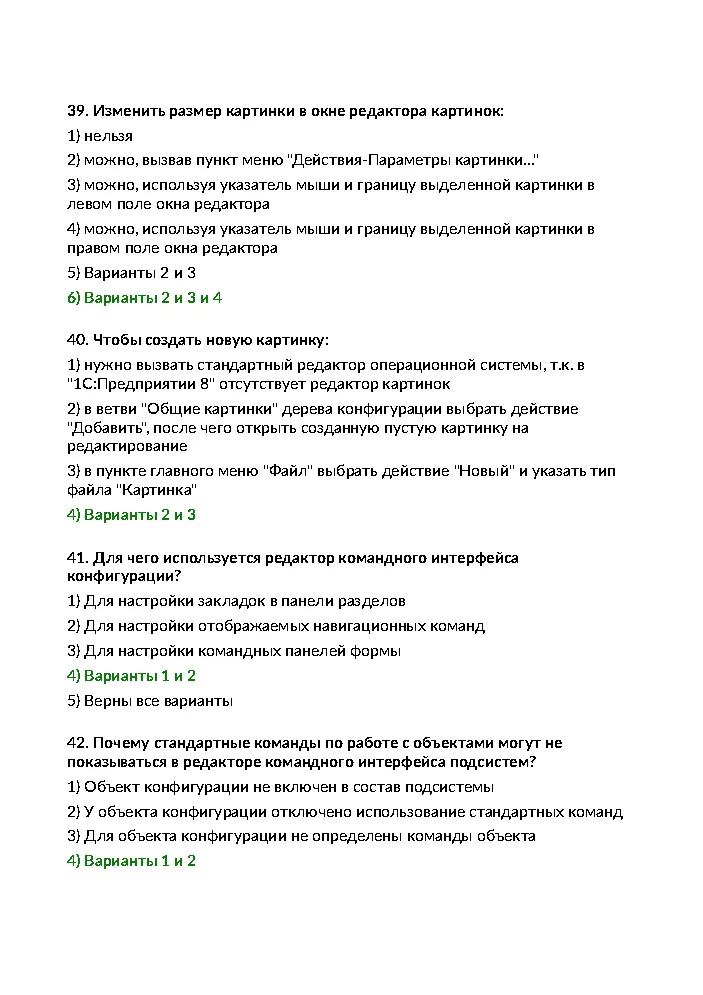 39. Изменить размер картинки в окне редактора картинок:
1) нельзя
2) можно, вызвав пункт меню "Действия-Параметры картинки..."
3) можно, используя указатель мыши и границу выделенной картинки в
левом поле окна редактора
4) можно, используя указатель мыши и границу выделенной картинки в
правом поле окна редактора
5) Варианты 2 и 3
6) Варианты 2 и 3 и 4
40. Чтобы создать новую картинку:
1) нужно вызвать стандартный редактор операционной системы, т.к. в
"1С:Предприятии 8" отсутствует редактор картинок
2) в ветви "Общие картинки" дерева конфигурации выбрать действие
"Добавить", после чего открыть созданную пустую картинку на
редактирование
3) в пункте главного меню "Файл" выбрать действие "Новый" и указать тип
файла "Картинка"
4) Варианты 2 и 3
41. Для чего используется редактор командного интерфейса
конфигурации?
1) Для настройки закладок в панели разделов
2) Для настройки отображаемых навигационных команд
3) Для настройки командных панелей формы
4) Варианты 1 и 2
5) Верны все варианты
42. Почему стандартные команды по работе с объектами могут не
показываться в редакторе командного интерфейса подсистем?
1) Объект конфигурации не включен в состав подсистемы
2) У объекта конфигурации отключено использование стандартных команд
3) Для объекта конфигурации не определены команды объекта
4) Варианты 1 и 2